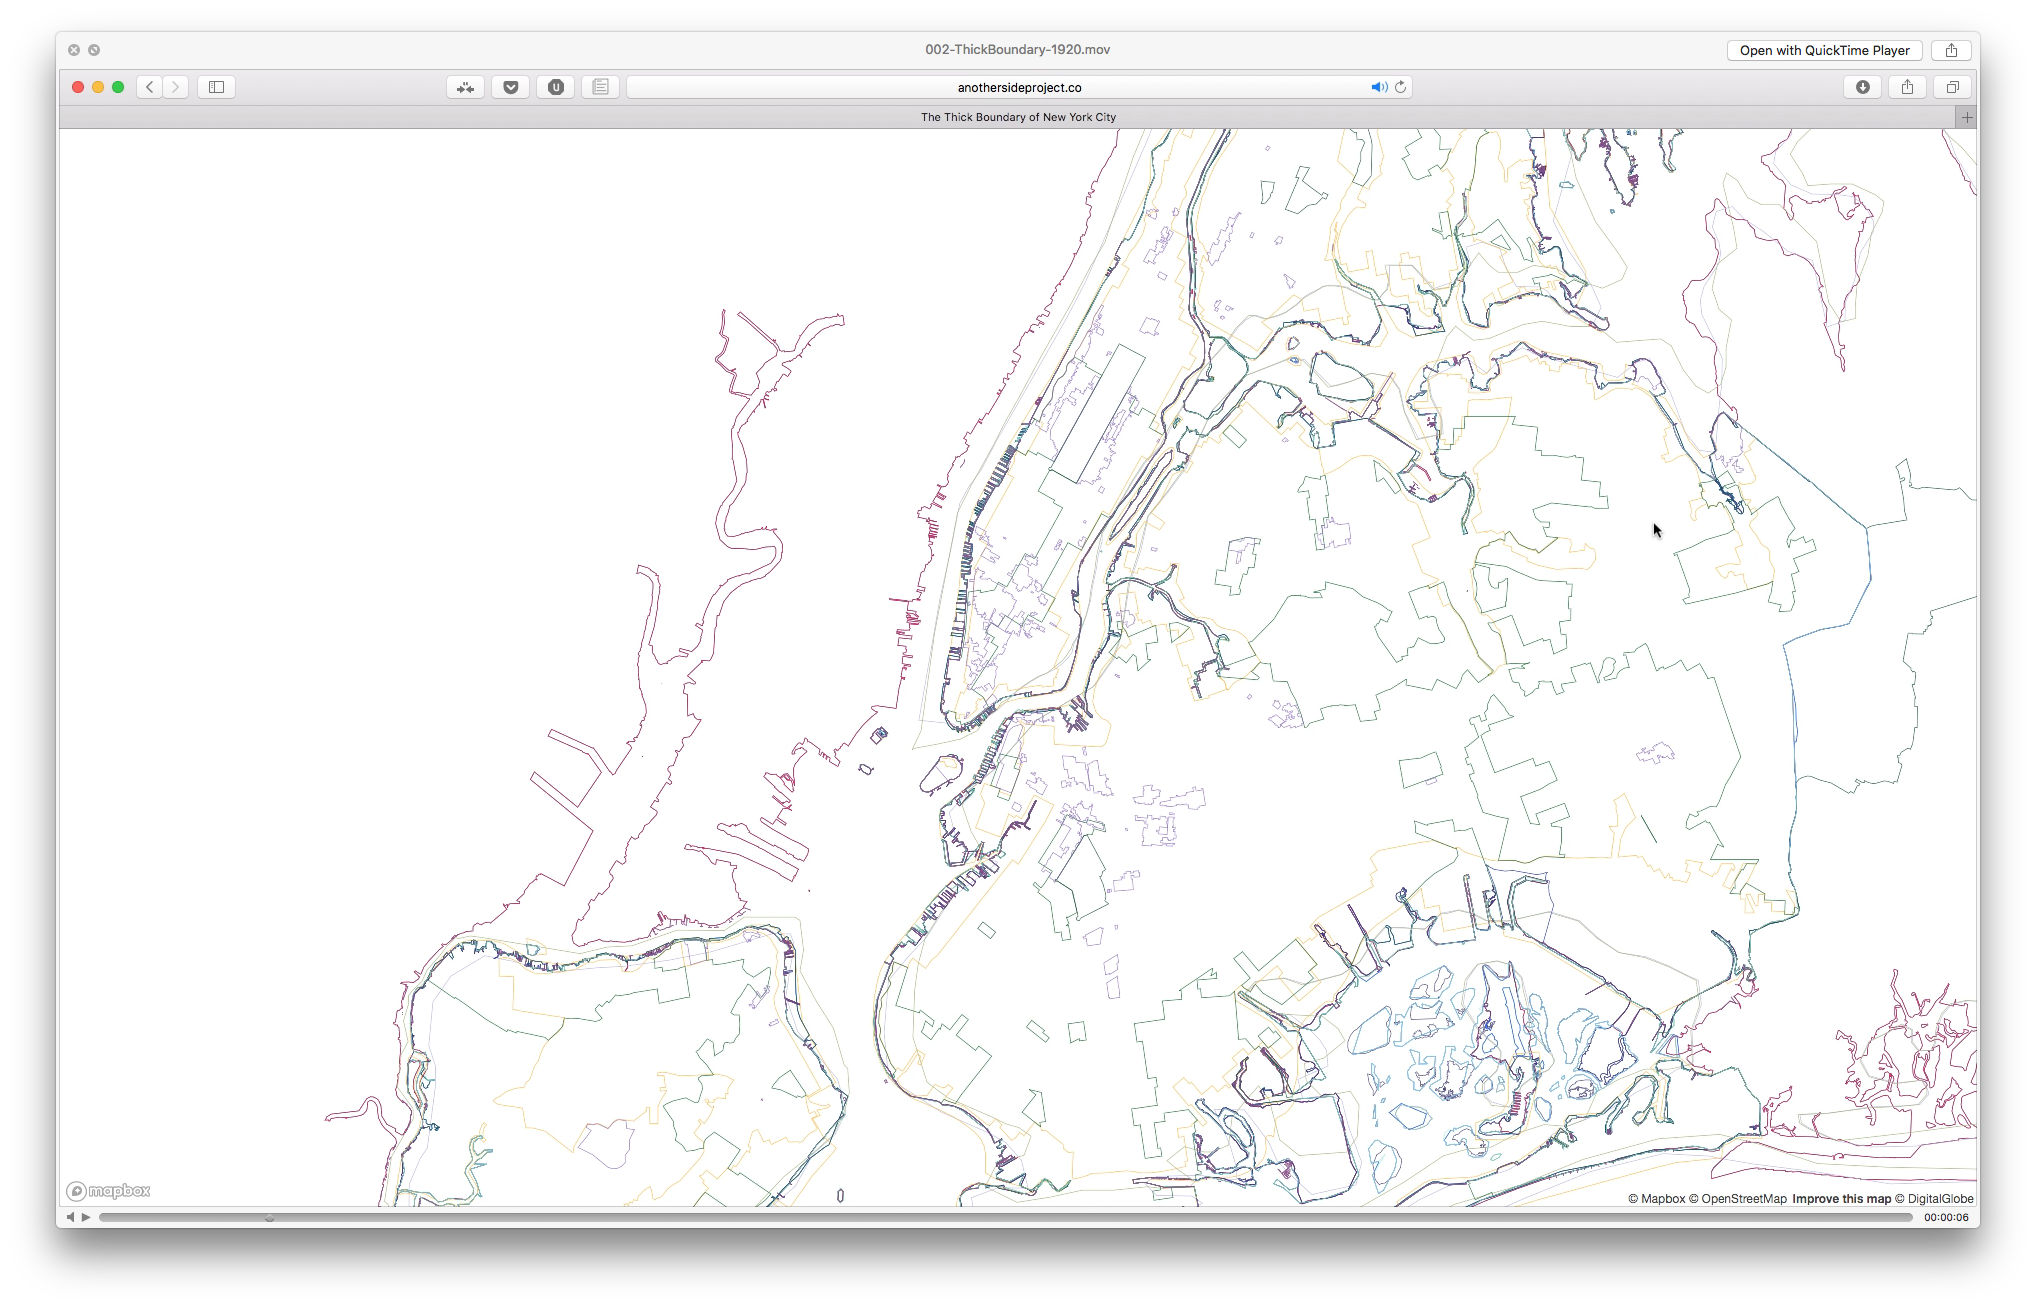 002-ThickBoundary-1920.mov
Open with QuickTime Player
anothersideproject.co
The Thick Boundary of New York City
mapbox
© Mapbox © OpenStreetMap Improve this map © DigitalGlobe
00:00:06